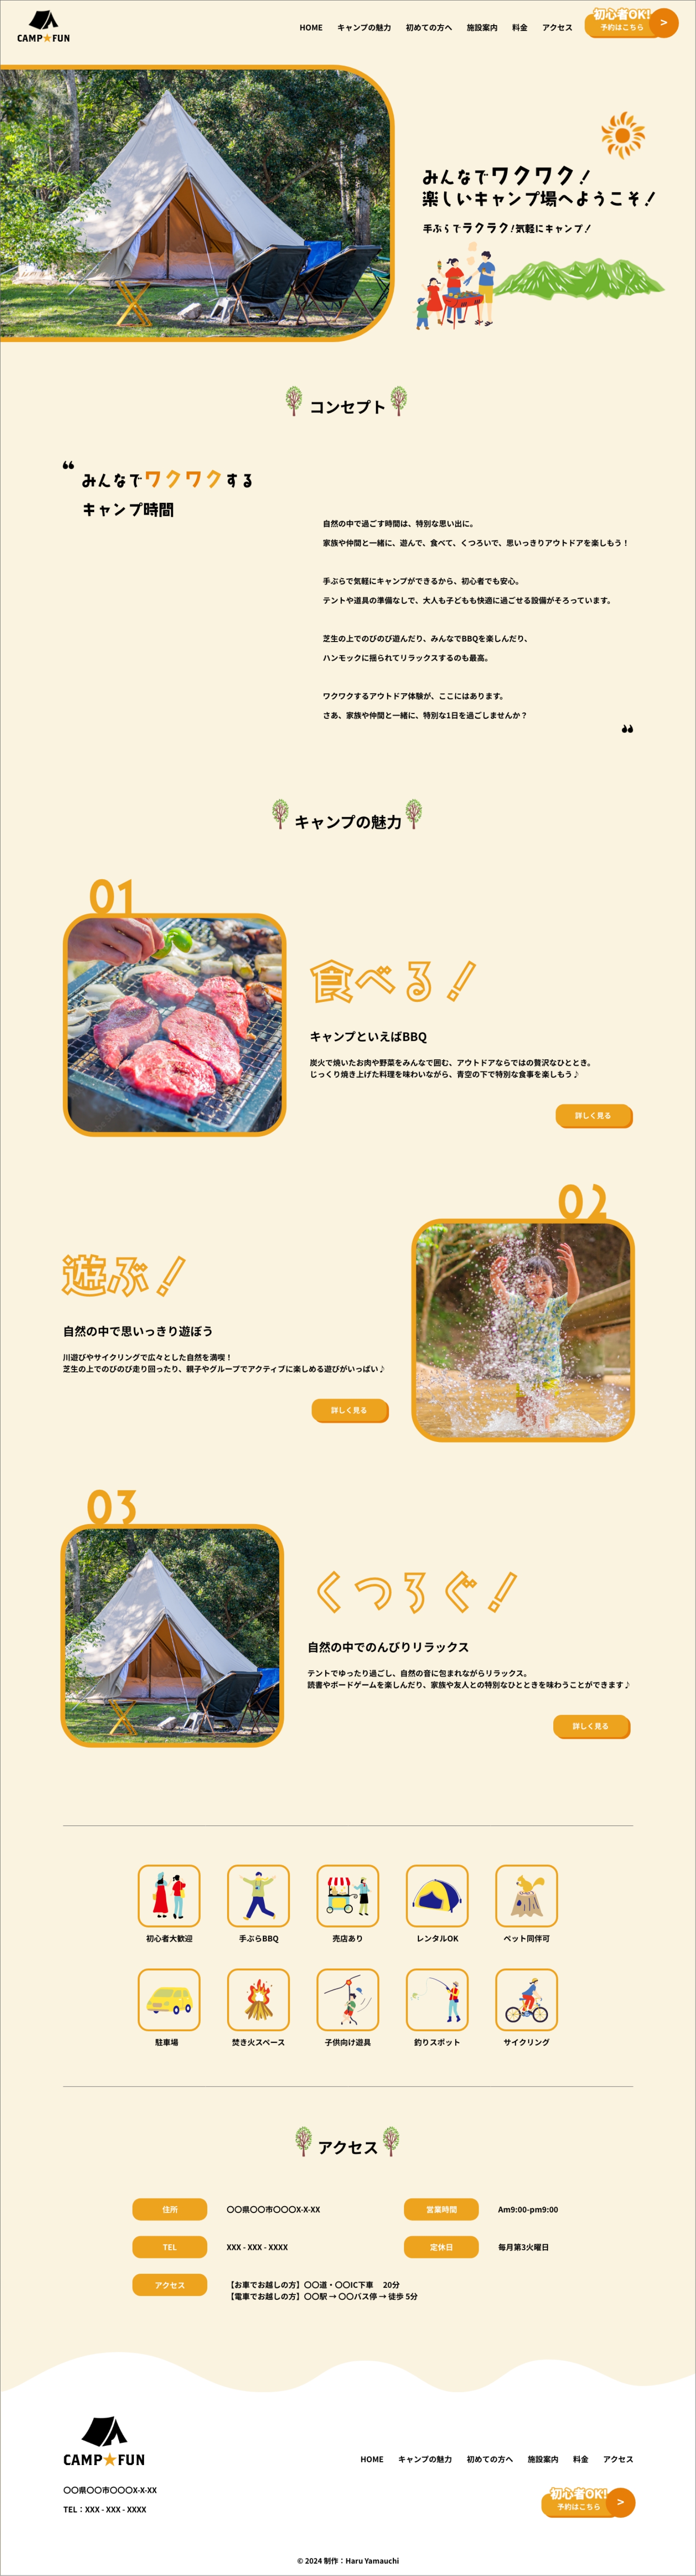 CAMP★FUN
HOME キャンプの魅力 初めての方へ 施設案内 料金 アクセス
初心者OK!
予約はこちら
>
みんなでワクワク!
楽しいキャンプ場へようこそ!
手ぶらでラクラク!気軽にキャンプ!
コンセプト
❝
みんなでワクワクする
キャンプ時間
自然の中で過ごす時間は、特別な思い出に。
家族や仲間と一緒に、遊んで、食べて、くつろいで、思いっきりアウトドアを楽しもう!
手ぶらで気軽にキャンプができるから、初心者でも安心。
テントや道具の準備なしで、大人も子どもも快適に過ごせる設備がそろっています。
芝生の上でのびのび遊んだり、みんなでBBQを楽しんだり、
ハンモックに揺られてリラックスするのも最高。
ワクワクするアウトドア体験が、ここにはあります。
さあ、家族や仲間と一緒に、特別な1日を過ごしませんか?
❞
キャンプの魅力
01
食べる!
キャンプといえばBBQ
炭火で焼いたお肉や野菜をみんなで囲む、アウトドアならではの贅沢なひととき。
じっくり焼き上げた料理を味わいながら、青空の下で特別な食事を楽しもう♪
詳しく見る
02
遊ぶ!
自然の中で思いっきり遊ぼう
川遊びやサイクリングで広々とした自然を満喫!
芝生の上でのびのび走り回ったり、親子やグループでアクティブに楽しめる遊びがいっぱい♪
詳しく見る
03
くつろぐ!
自然の中でのんびりリラックス
テントでゆったり過ごし、自然の音に包まれながらリラックス。
読書やボードゲームを楽しんだり、家族や友人との特別なひとときを味わうことができます♪
詳しく見る
初心者大歓迎 手ぶらBBQ 売店あり レンタルOK ペット同伴可
駐車場 焚き火スペース 子供向け遊具 釣りスポット サイクリング
アクセス
住所 〇〇県〇〇市〇〇〇X-X-XX 営業時間 Am9:00-pm9:00
TEL XXX - XXX - XXXX 定休日 毎月第3火曜日
アクセス 【お車でお越しの方】〇〇道・〇〇IC下車 20分
【電車でお越しの方】〇〇駅 → 〇〇バス停 → 徒歩 5分
CAMP★FUN
HOME キャンプの魅力 初めての方へ 施設案内 料金 アクセス
〇〇県〇〇市〇〇〇X-X-XX
TEL:XXX - XXX - XXXX
初心者OK!
予約はこちら
>
© 2024 制作:Haru Yamauchi